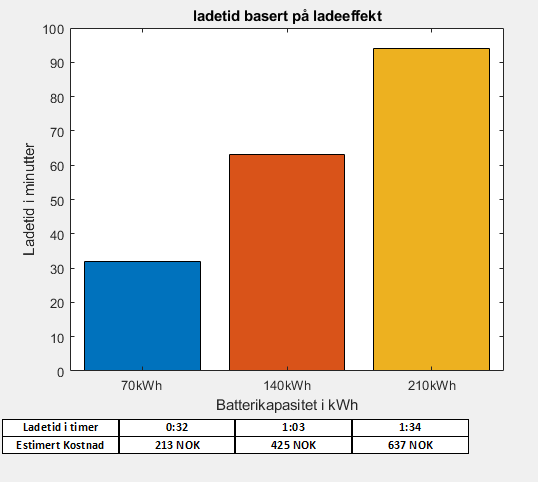 ladetid basert på ladeeffekt
100
90
80
70
60
50
40
30
20
10
0
Ladetid i minutter
70kWh 140kWh 210kWh
Batterikapasitet i kWh
Ladetid i timer 0:32 1:03 1:34
Estimert Kostnad 213 NOK 425 NOK 637 NOK